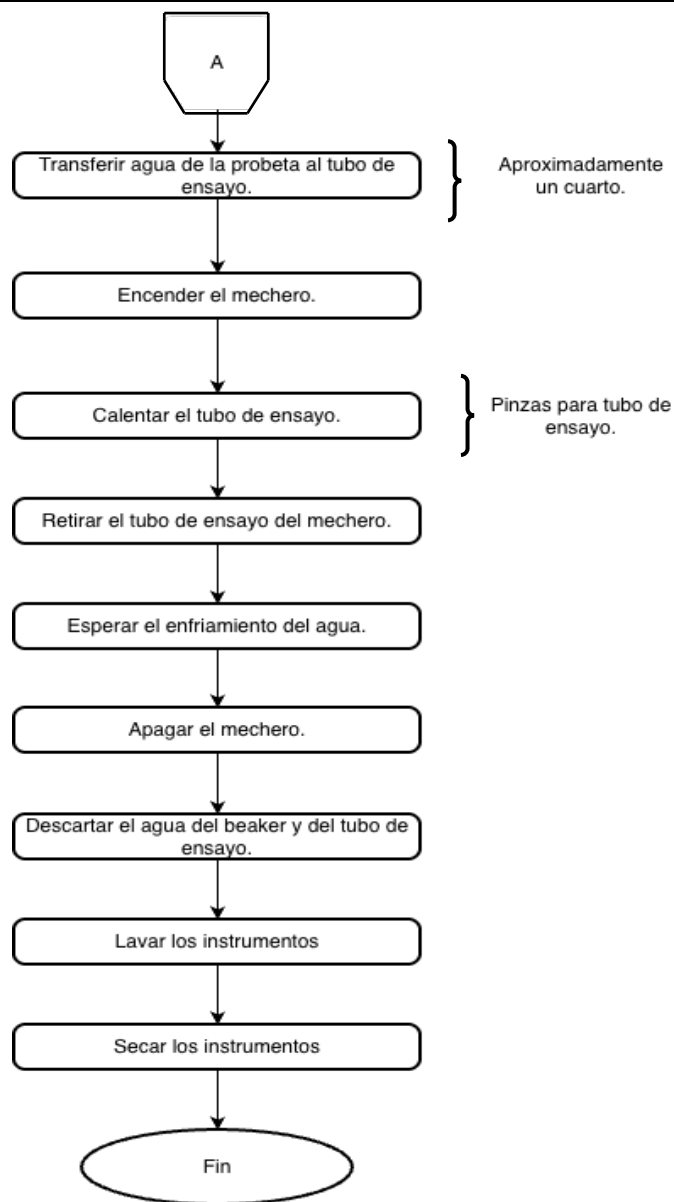 A
Transferir agua de la probeta al tubo de
ensayo.
Aproximadamente
un cuarto.
Encender el mechero.
Calentar el tubo de ensayo.
Pinzas para tubo de
ensayo.
Retirar el tubo de ensayo del mechero.
Esperar el enfriamiento del agua.
Apagar el mechero.
Descartar el agua del beaker y del tubo de
ensayo.
Lavar los instrumentos
Secar los instrumentos
Fin